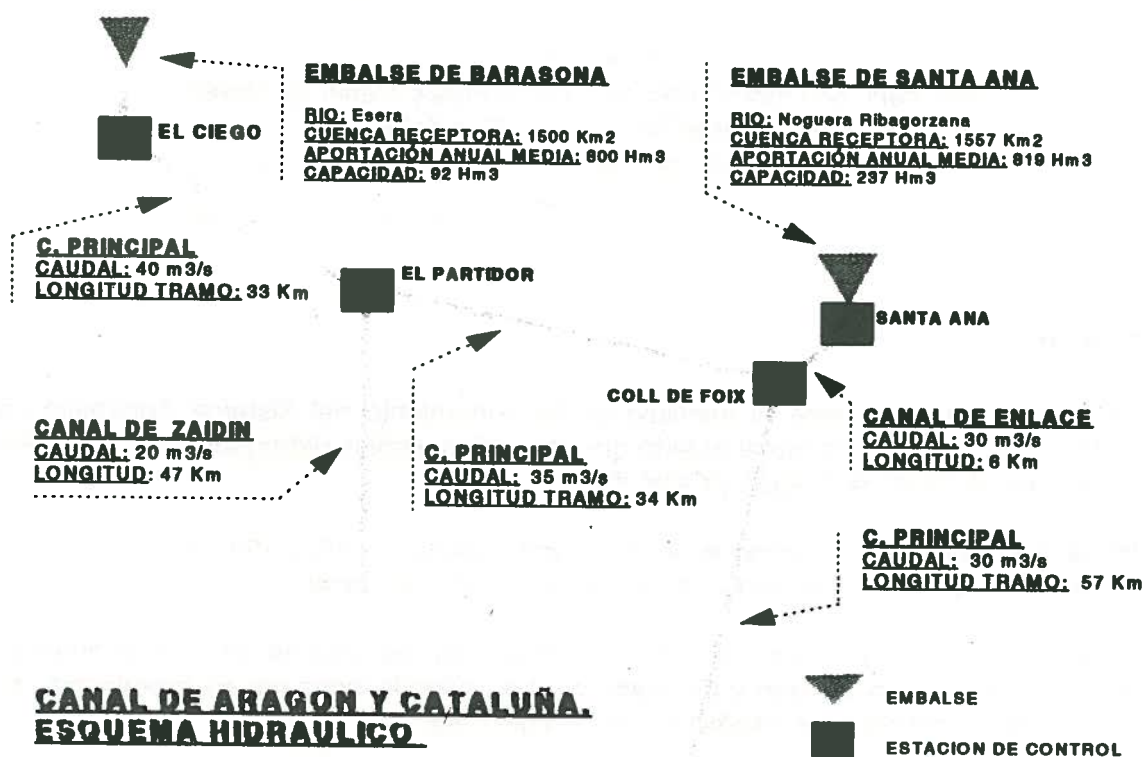 EMBALSE DE BARASONA
RIO: Esera
CUENCA RECEPTORA: 1500 Km2
APORTACIÓN ANUAL MEDIA: 800 Hm3
CAPACIDAD: 92 Hm3
EMBALSE DE SANTA ANA
RIO: Noguera Ribagorzana
CUENCA RECEPTORA: 1557 Km2
APORTACIÓN ANUAL MEDIA: 819 Hm3
CAPACIDAD: 237 Hm3
EL CIEGO
C. PRINCIPAL
CAUDAL: 40 m3/s
LONGITUD TRAMO: 33 Km
EL PARTIDOR
SANTA ANA
COLL DE FOIX
CANAL DE ZAIDIN
CAUDAL: 20 m3/s
LONGITUD: 47 Km
C. PRINCIPAL
CAUDAL: 35 m3/s
LONGITUD TRAMO: 34 Km
CANAL DE ENLACE
CAUDAL: 30 m3/s
LONGITUD: 6 Km
C. PRINCIPAL
CAUDAL: 30 m3/s
LONGITUD TRAMO: 57 Km
CANAL DE ARAGON Y CATALUÑA.
ESQUEMA HIDRAULICO
EMBALSE
ESTACION DE CONTROL